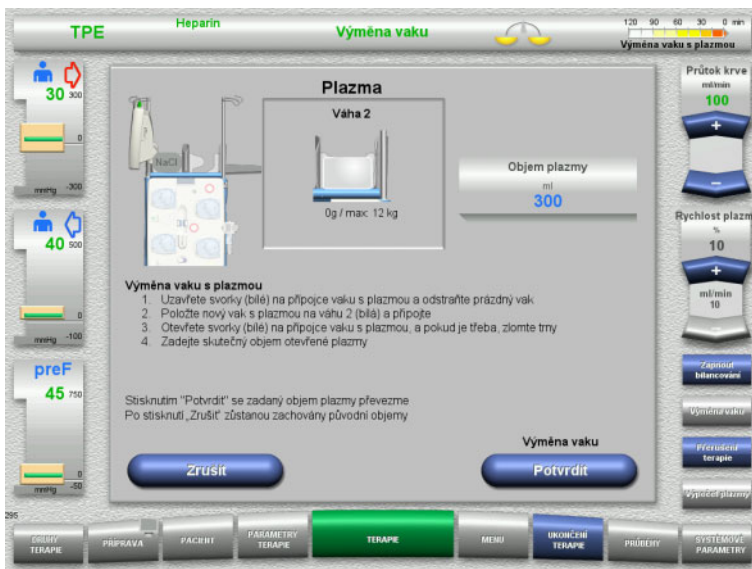 TPE
Heparin
Výměna vaku
120 90 60 30 0 min
Výměna vaku s plazmou
30 300
0
mmHg -300
40 500
0
mmHg -100
preF
45 750
0
mmHg -50
Plazma
NaCl
Váha 2
0g / max: 12 kg
Objem plazmy
ml
300
Výměna vaku s plazmou
1. Uzavřete svorky (bílé) na přípojce vaku s plazmou a odstraňte prázdný vak
2. Položte nový vak s plazmou na váhu 2 (bílá) a připojte
3. Otevřete svorky (bílé) na přípojce vaku s plazmou, a pokud je třeba, zlomte trny
4. Zadejte skutečný objem otevřené plazmy
Stisknutím "Potvrdit" se zadaný objem plazmy převezme
Po stisknutí „Zrušit' zůstanou zachovány původní objemy
Výměna vaku
Zrušit
Potvrdit
Průtok krve
ml/min
100
+
–
Rychlost plazm
%
10
+
ml/min
10
–
Zapnout
bilancování
Výměna vaku
Přerušení
terapie
Výpočet plazmy
295
DRUHY
TERAPIE
PŘÍPRAVA
PACIENT
PARAMETRY
TERAPIE
TERAPIE
MENU
UKONČENÍ
TERAPIE
PRŮBĚHY
SYSTÉMOVÉ
PARAMETRY